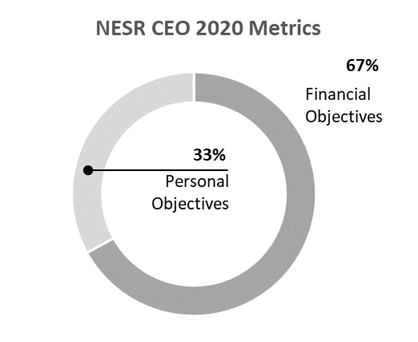 NESR CEO 2020 Metrics
67%
Financial
Objectives
33%
Personal
Objectives